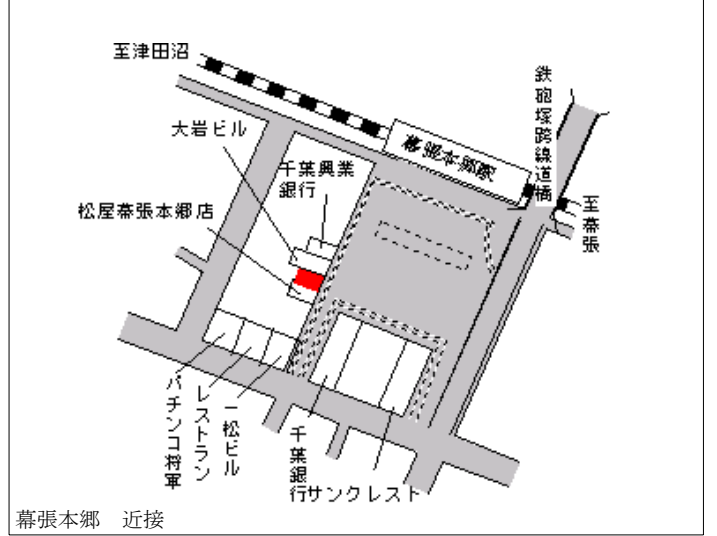 至津田沼
鉄砲塚跨線道橋
大岩ビル
幕張本郷駅
千葉興業
銀行
松屋幕張本郷店
至幕張
パチンコ将軍
レストラン
一松ビル
千葉銀行
サンクレスト
幕張本郷 近接